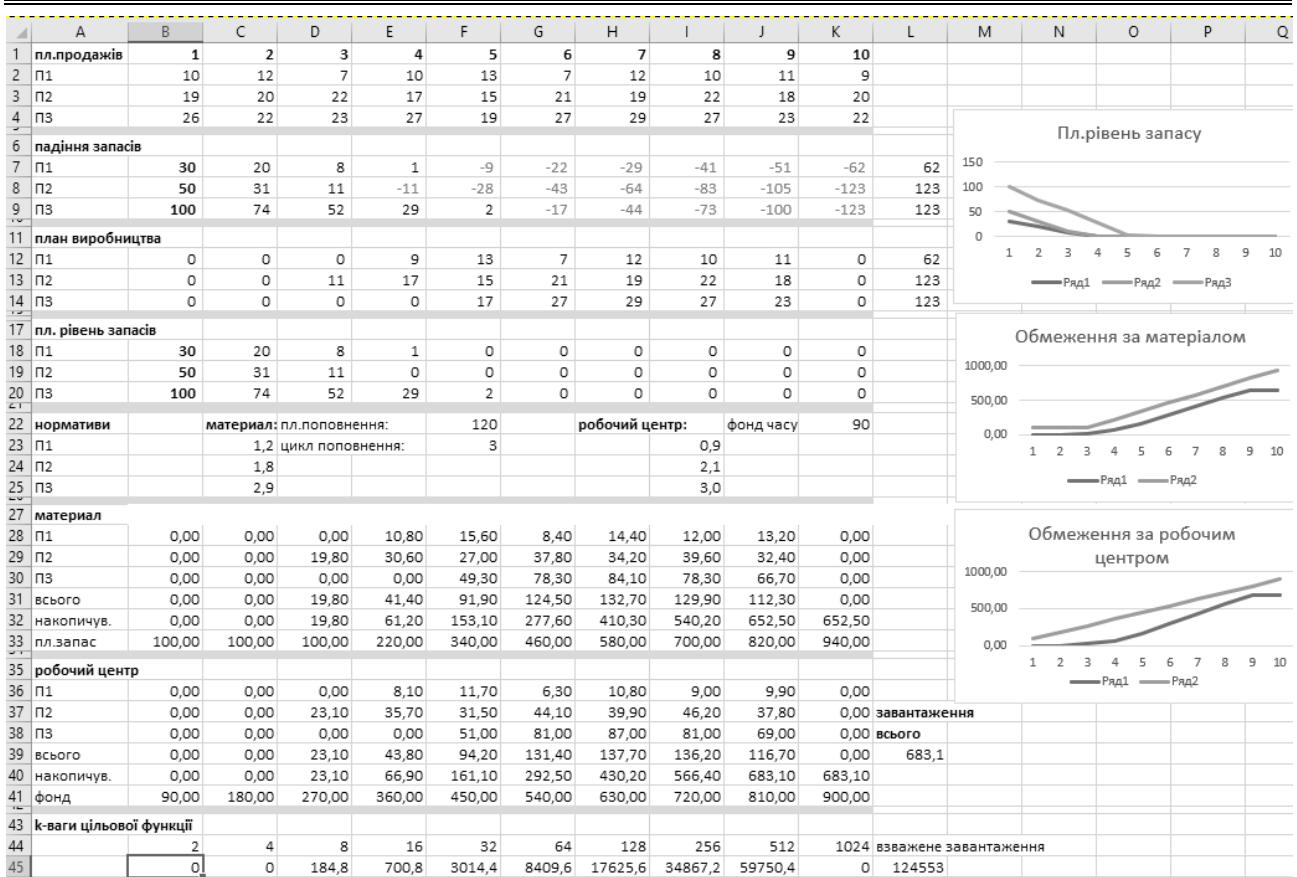 A B C D E F G H I J K L M N O P Q
1 пл.продажів 1 2 3 4 5 6 7 8 9 10
2 П1 10 12 7 10 13 7 12 10 11 9
3 П2 19 20 22 17 15 21 19 22 18 20
4 П3 26 22 23 27 19 27 29 27 23 22
6 падіння запасів
7 П1 30 20 8 1 -9 -22 -29 -41 -51 -62 62
8 П2 50 31 11 -11 -28 -43 -64 -83 -105 -123 123
9 П3 100 74 52 29 2 -17 -44 -73 -100 -123 123
11 план виробництва
12 П1 0 0 0 9 13 7 12 10 11 0 62
13 П2 0 0 11 17 15 21 19 22 18 0 123
14 П3 0 0 0 0 17 27 29 27 23 0 123
17 пл. рівень запасів
18 П1 30 20 8 1 0 0 0 0 0 0
19 П2 50 31 11 0 0 0 0 0 0 0
20 П3 100 74 52 29 2 0 0 0 0 0
22 нормативи материал: пл.поповнення: 120 робочий центр: фонд часу 90
23 П1 1,2 цикл поповнення: 3 0,9
24 П2 1,8 2,1
25 П3 2,9 3,0
27 материал
28 П1 0,00 0,00 0,00 10,80 15,60 8,40 14,40 12,00 13,20 0,00
29 П2 0,00 0,00 19,80 30,60 27,00 37,80 34,20 39,60 32,40 0,00
30 П3 0,00 0,00 0,00 0,00 49,30 78,30 84,10 78,30 66,70 0,00
31 всього 0,00 0,00 19,80 41,40 91,90 124,50 132,70 129,90 112,30 0,00
32 накопичув. 0,00 0,00 19,80 61,20 153,10 277,60 410,30 540,20 652,50 652,50
33 пл.запас 100,00 100,00 100,00 220,00 340,00 460,00 580,00 700,00 820,00 940,00
35 робочий центр
36 П1 0,00 0,00 0,00 8,10 11,70 6,30 10,80 9,00 9,90 0,00
37 П2 0,00 0,00 23,10 35,70 31,50 44,10 39,90 46,20 37,80 0,00 завантаження
38 П3 0,00 0,00 0,00 0,00 51,00 81,00 87,00 81,00 69,00 0,00 всього
39 всього 0,00 0,00 23,10 43,80 94,20 131,40 137,70 136,20 116,70 0,00 683,1
40 накопичув. 0,00 0,00 23,10 66,90 161,10 292,50 430,20 566,40 683,10 683,10
41 фонд 90,00 180,00 270,00 360,00 450,00 540,00 630,00 720,00 810,00 900,00
43 k-ваги цільової функції
44 2 4 8 16 32 64 128 256 512 1024 взважене завантаження
45 0 0 184,8 700,8 3014,4 8409,6 17625,6 34867,2 59750,4 0 124553
Пл.рівень запасу
150
100
50
0
1 2 3 4 5 6 7 8 9 10
Ряд1 Ряд2 Ряд3
Обмеження за матеріалом
1000,00
500,00
0,00
1 2 3 4 5 6 7 8 9 10
Ряд1 Ряд2
Обмеження за робочим
центром
1000,00
500,00
0,00
1 2 3 4 5 6 7 8 9 10
Ряд1 Ряд2